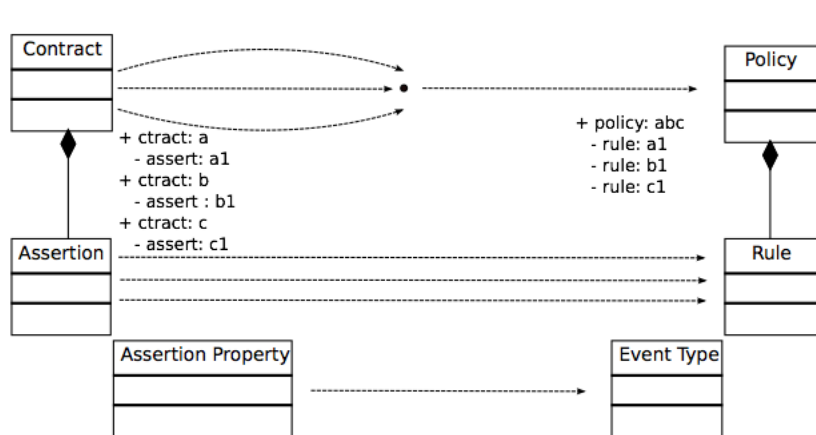 Contract
Policy
+ ctract: a
- assert: a1
+ ctract: b
- assert : b1
+ ctract: c
- assert: c1
+ policy: abc
- rule: a1
- rule: b1
- rule: c1
Assertion
Rule
Assertion Property
Event Type